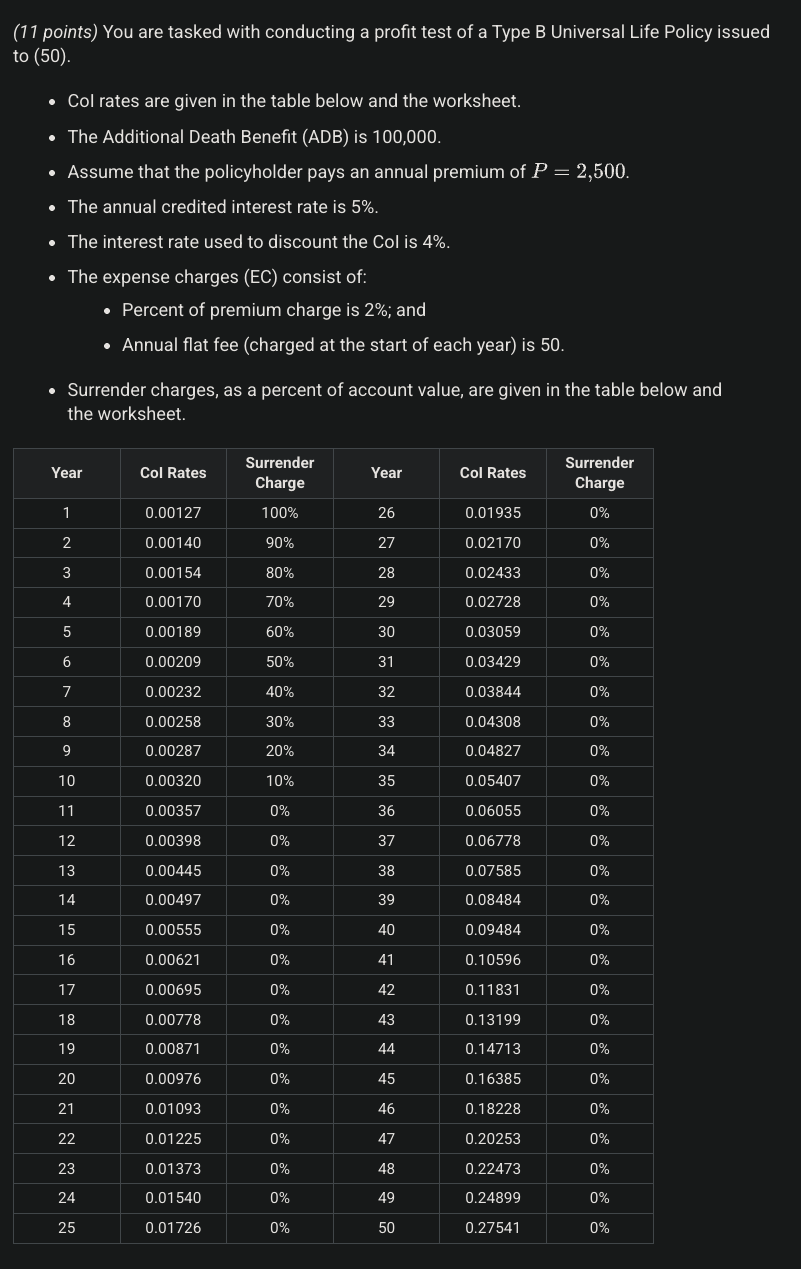 (11 points) You are tasked with conducting a profit test of a Type B Universal Life Policy issued
to (50).
• CoI rates are given in the table below and the worksheet.
• The Additional Death Benefit (ADB) is 100,000.
• Assume that the policyholder pays an annual premium of P = 2,500.
• The annual credited interest rate is 5%.
• The interest rate used to discount the CoI is 4%.
• The expense charges (EC) consist of:
• Percent of premium charge is 2%; and
• Annual flat fee (charged at the start of each year) is 50.
• Surrender charges, as a percent of account value, are given in the table below and
the worksheet.
Year CoI Rates Surrender Charge Year CoI Rates Surrender Charge
1 0.00127 100% 26 0.01935 0%
2 0.00140 90% 27 0.02170 0%
3 0.00154 80% 28 0.02433 0%
4 0.00170 70% 29 0.02728 0%
5 0.00189 60% 30 0.03059 0%
6 0.00209 50% 31 0.03429 0%
7 0.00232 40% 32 0.03844 0%
8 0.00258 30% 33 0.04308 0%
9 0.00287 20% 34 0.04827 0%
10 0.00320 10% 35 0.05407 0%
11 0.00357 0% 36 0.06055 0%
12 0.00398 0% 37 0.06778 0%
13 0.00445 0% 38 0.07585 0%
14 0.00497 0% 39 0.08484 0%
15 0.00555 0% 40 0.09484 0%
16 0.00621 0% 41 0.10596 0%
17 0.00695 0% 42 0.11831 0%
18 0.00778 0% 43 0.13199 0%
19 0.00871 0% 44 0.14713 0%
20 0.00976 0% 45 0.16385 0%
21 0.01093 0% 46 0.18228 0%
22 0.01225 0% 47 0.20253 0%
23 0.01373 0% 48 0.22473 0%
24 0.01540 0% 49 0.24899 0%
25 0.01726 0% 50 0.27541 0%